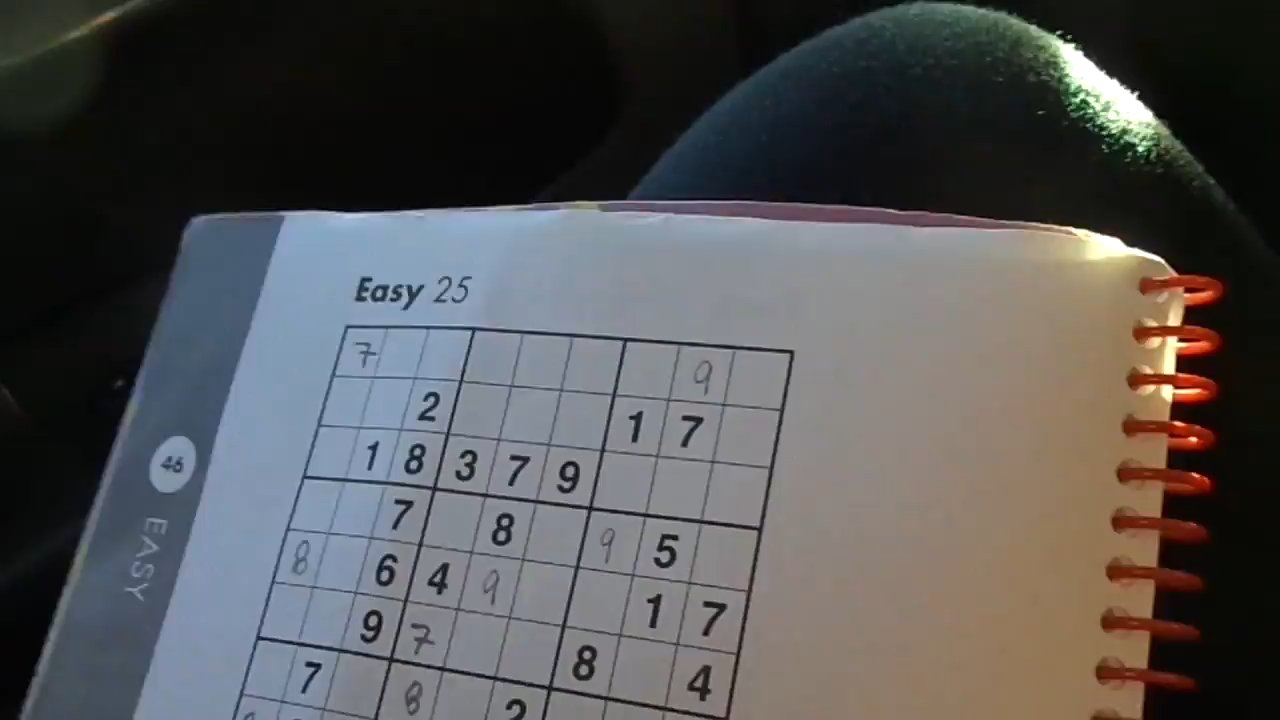 Easy 25
7 9
2 1 7
1 8 3 7 9
7 8 9 5
8 6 4 9 1 7
9 7 8 4
7 8 2
46
EASY